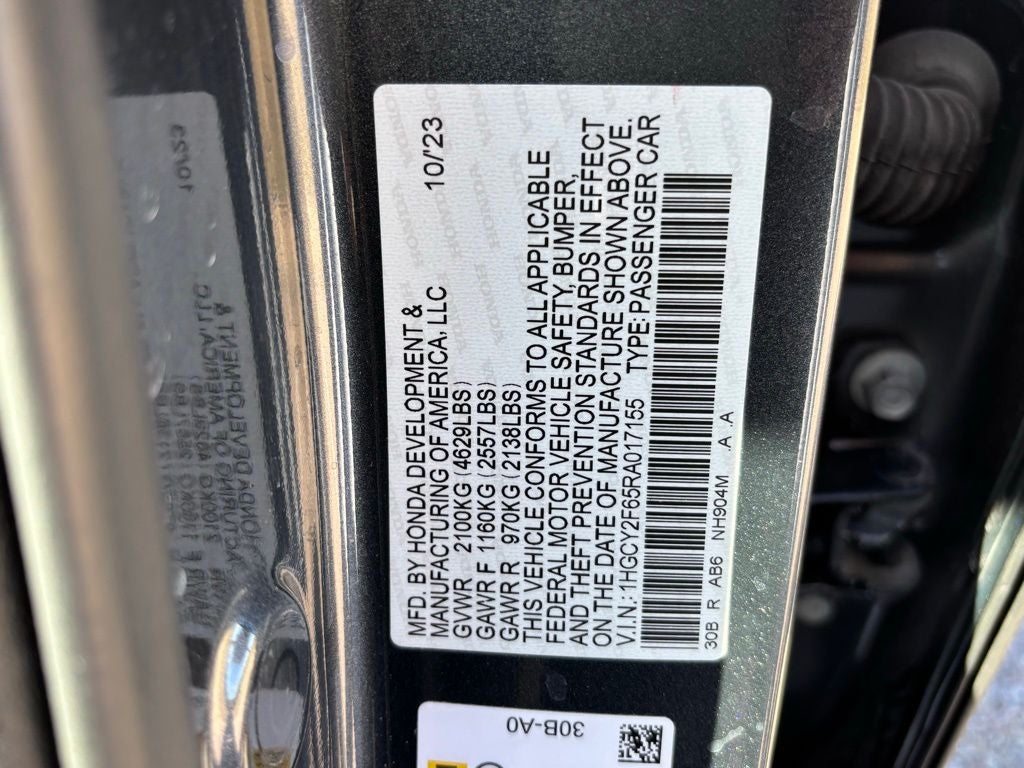 MFD. BY HONDA DEVELOPMENT & 10/'23
MANUFACTURING OF AMERICA, LLC
GVWR 2100KG (4629LBS)
GAWR F 1160KG (2557LBS)
GAWR R 970KG (2138LBS)
THIS VEHICLE CONFORMS TO ALL APPLICABLE
FEDERAL MOTOR VEHICLE SAFETY, BUMPER,
AND THEFT PREVENTION STANDARDS IN EFFECT
ON THE DATE OF MANUFACTURE SHOWN ABOVE.
V.I.N.:1HGCY2F65RA017155 TYPE:PASSENGER CAR
30B R AB6 NH904M .A .A
30B-A0